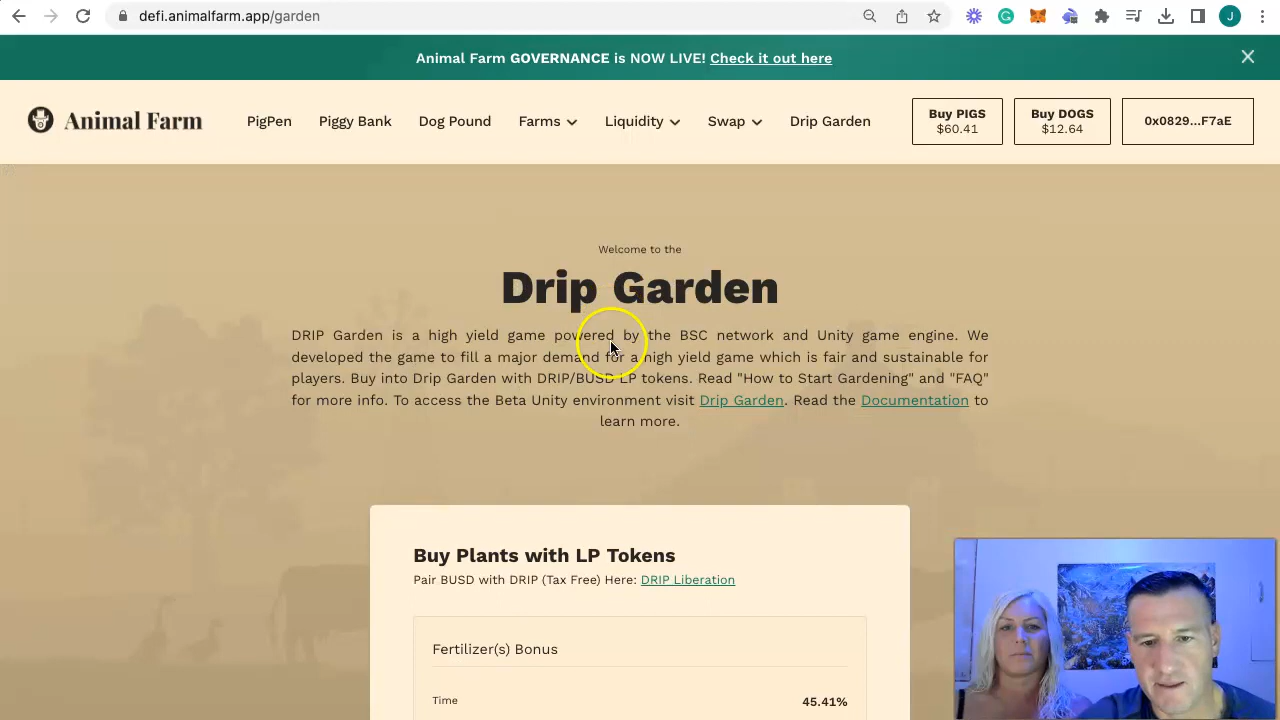 defi.animalfarm.app/garden
J
Animal Farm GOVERNANCE is NOW LIVE! Check it out here
Animal Farm
PigPen
Piggy Bank
Dog Pound
Farms
Liquidity
Swap
Drip Garden
Buy PIGS
$60.41
Buy DOGS
$12.64
0x0829...F7aE
Welcome to the
Drip Garden
DRIP Garden is a high yield game powered by the BSC network and Unity game engine. We
developed the game to fill a major demand for a high yield game which is fair and sustainable for
players. Buy into Drip Garden with DRIP/BUSD LP tokens. Read "How to Start Gardening" and "FAQ"
for more info. To access the Beta Unity environment visit Drip Garden. Read the Documentation to
learn more.
Buy Plants with LP Tokens
Pair BUSD with DRIP (Tax Free) Here: DRIP Liberation
Fertilizer(s) Bonus
Time
45.41%